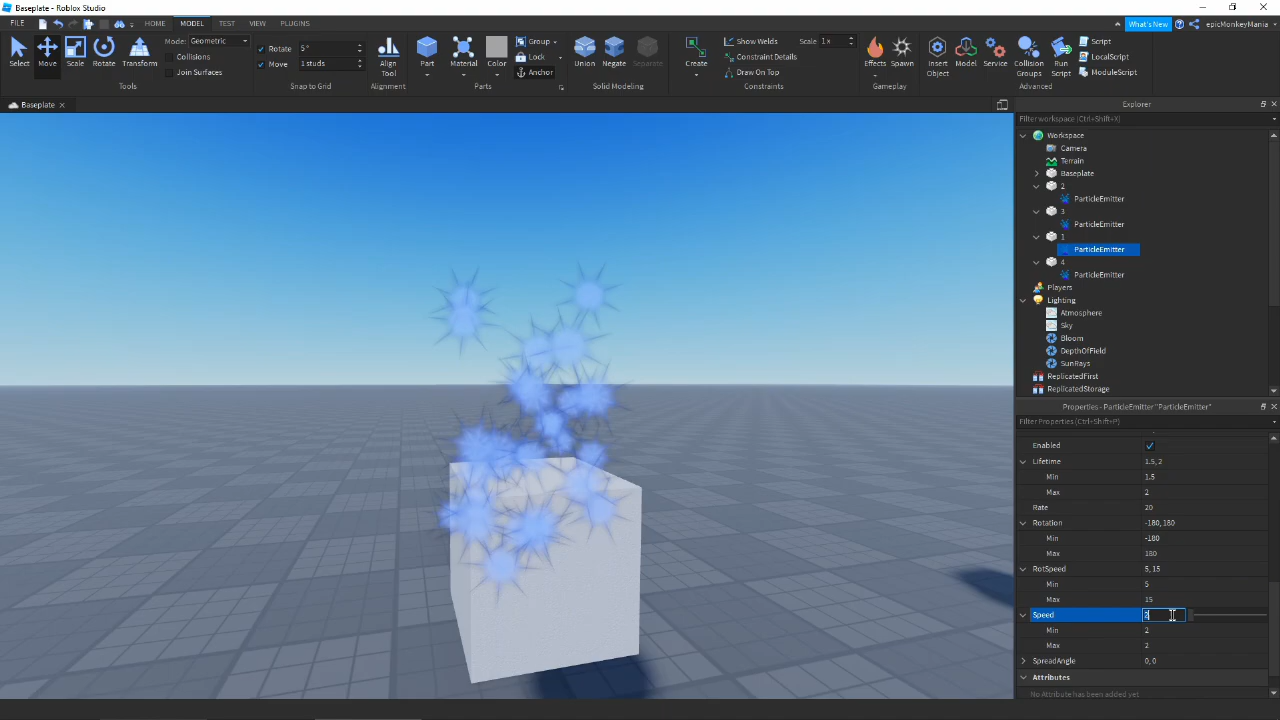 Baseplate - Roblox Studio
FILE HOME MODEL TEST VIEW PLUGINS What's New epicMonkeyMania
Select Move Scale Rotate Transform
Mode: Geometric
Collisions
Join Surfaces
Tools
Rotate 5 °
Move 1 studs
Snap to Grid
Align Tool
Alignment
Part Material Color
Group
Lock
Anchor
Parts
Union Negate Separate
Solid Modeling
Create
Show Welds Scale 1 x
Constraint Details
Draw On Top
Constraints
Effects Spawn
Gameplay
Insert Object Model Service Collision Groups Run Script
Script
LocalScript
ModuleScript
Advanced
Baseplate
Explorer
Filter workspace (Ctrl+Shift+X)
Workspace
Camera
Terrain
Baseplate
2
ParticleEmitter
3
ParticleEmitter
1
ParticleEmitter
4
ParticleEmitter
Players
Lighting
Atmosphere
Sky
Bloom
DepthOfField
SunRays
ReplicatedFirst
ReplicatedStorage
Properties - ParticleEmitter "ParticleEmitter"
Filter Properties (Ctrl+Shift+P)
Enabled
Lifetime 1.5, 2
Min 1.5
Max 2
Rate 20
Rotation -180, 180
Min -180
Max 180
RotSpeed 5, 15
Min 5
Max 15
Speed 2
Min 2
Max 2
SpreadAngle 0, 0
Attributes
No Attribute has been added yet